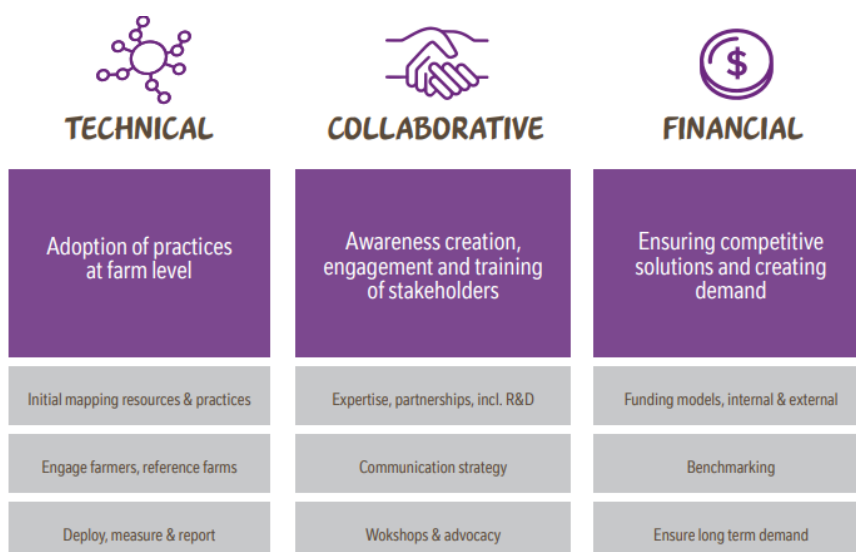 TECHNICAL
COLLABORATIVE
FINANCIAL
Adoption of practices
at farm level
Awareness creation,
engagement and training
of stakeholders
Ensuring competitive
solutions and creating
demand
Initial mapping resources & practices
Expertise, partnerships, incl. R&D
Funding models, internal & external
Engage farmers, reference farms
Communication strategy
Benchmarking
Deploy, measure & report
Wokshops & advocacy
Ensure long term demand